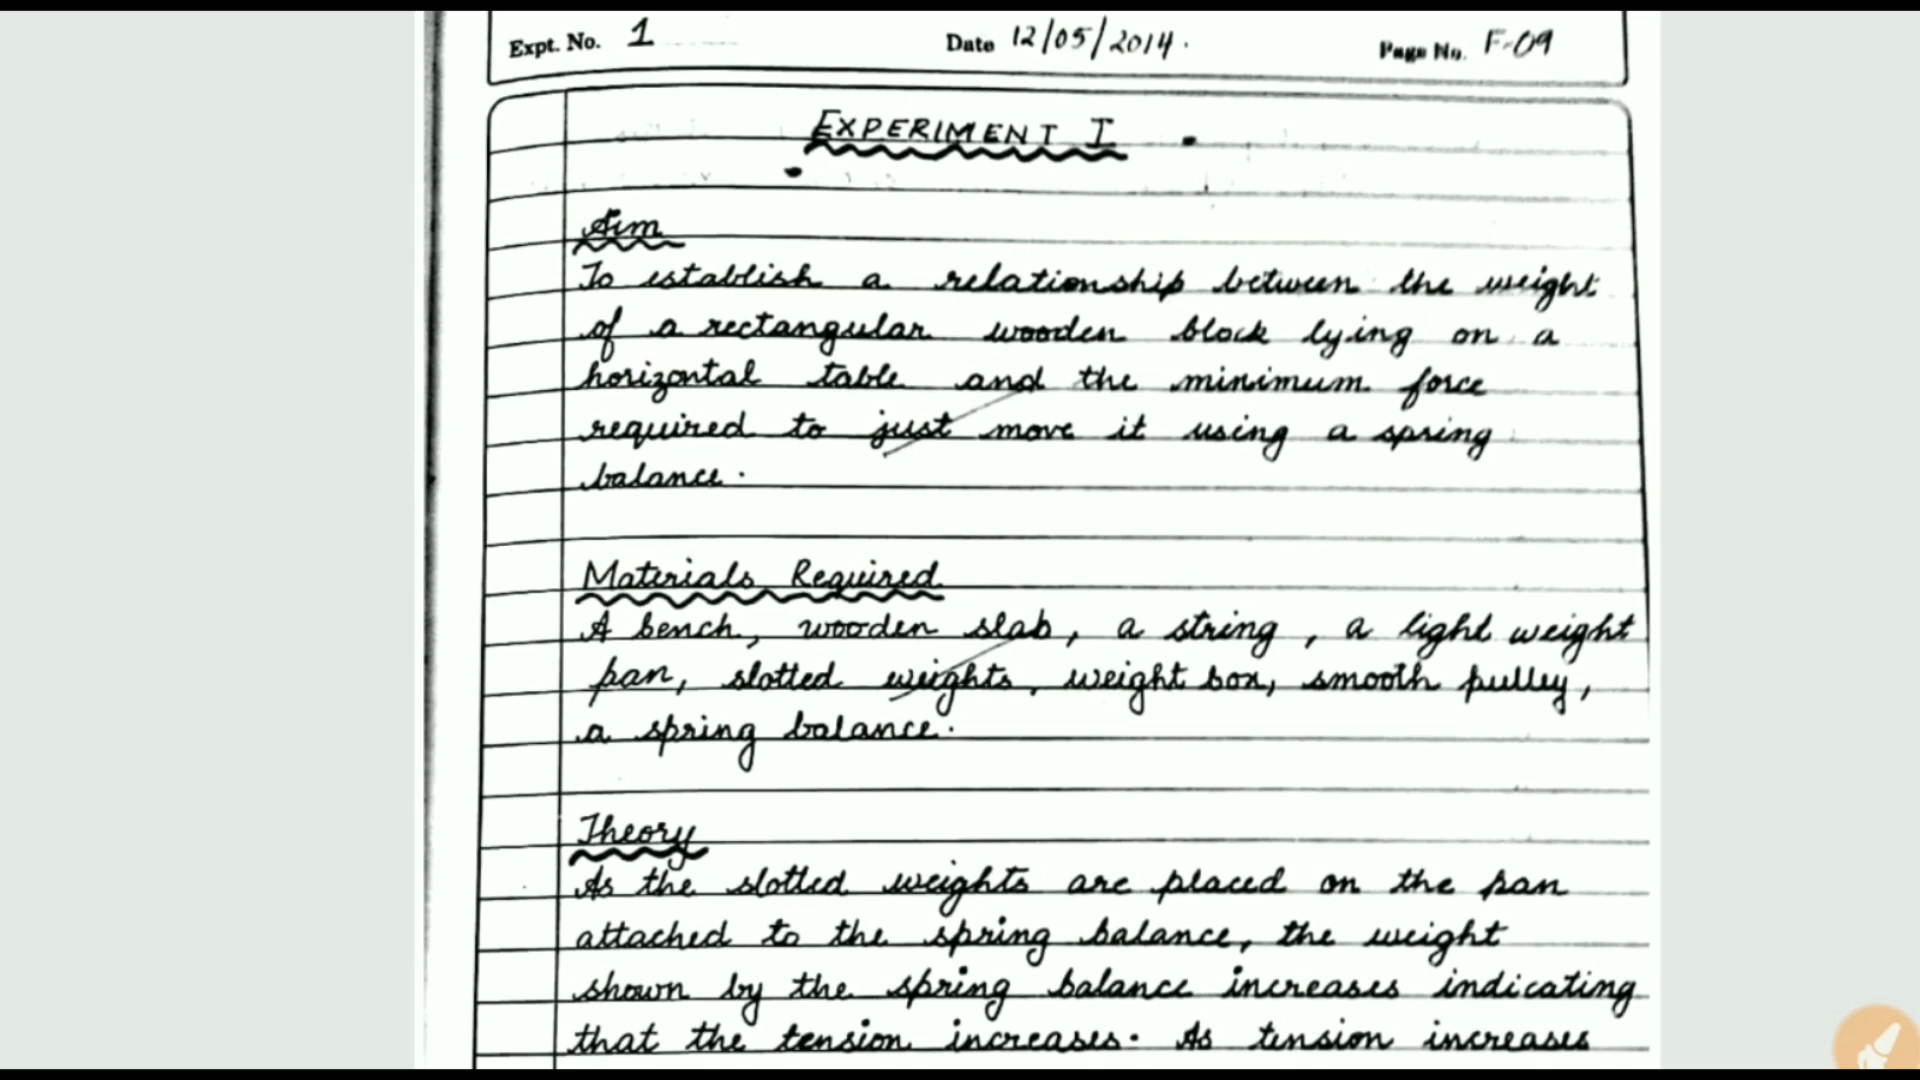 Expt. No. 1 Date 12/05/2014. Page No. F-09
EXPERIMENT I
Aim
To establish a relationship between the weight
of a rectangular wooden block lying on a
horizontal table and the minimum force
required to just move it using a spring
balance.
Materials Required
A bench, wooden slab, a string, a light weight
pan, slotted weights, weight box, smooth pulley,
a spring balance.
Theory
As the slotted weights are placed on the pan
attached to the spring balance, the weight
shown by the spring balance increases indicating
that the tension increases. As tension increases